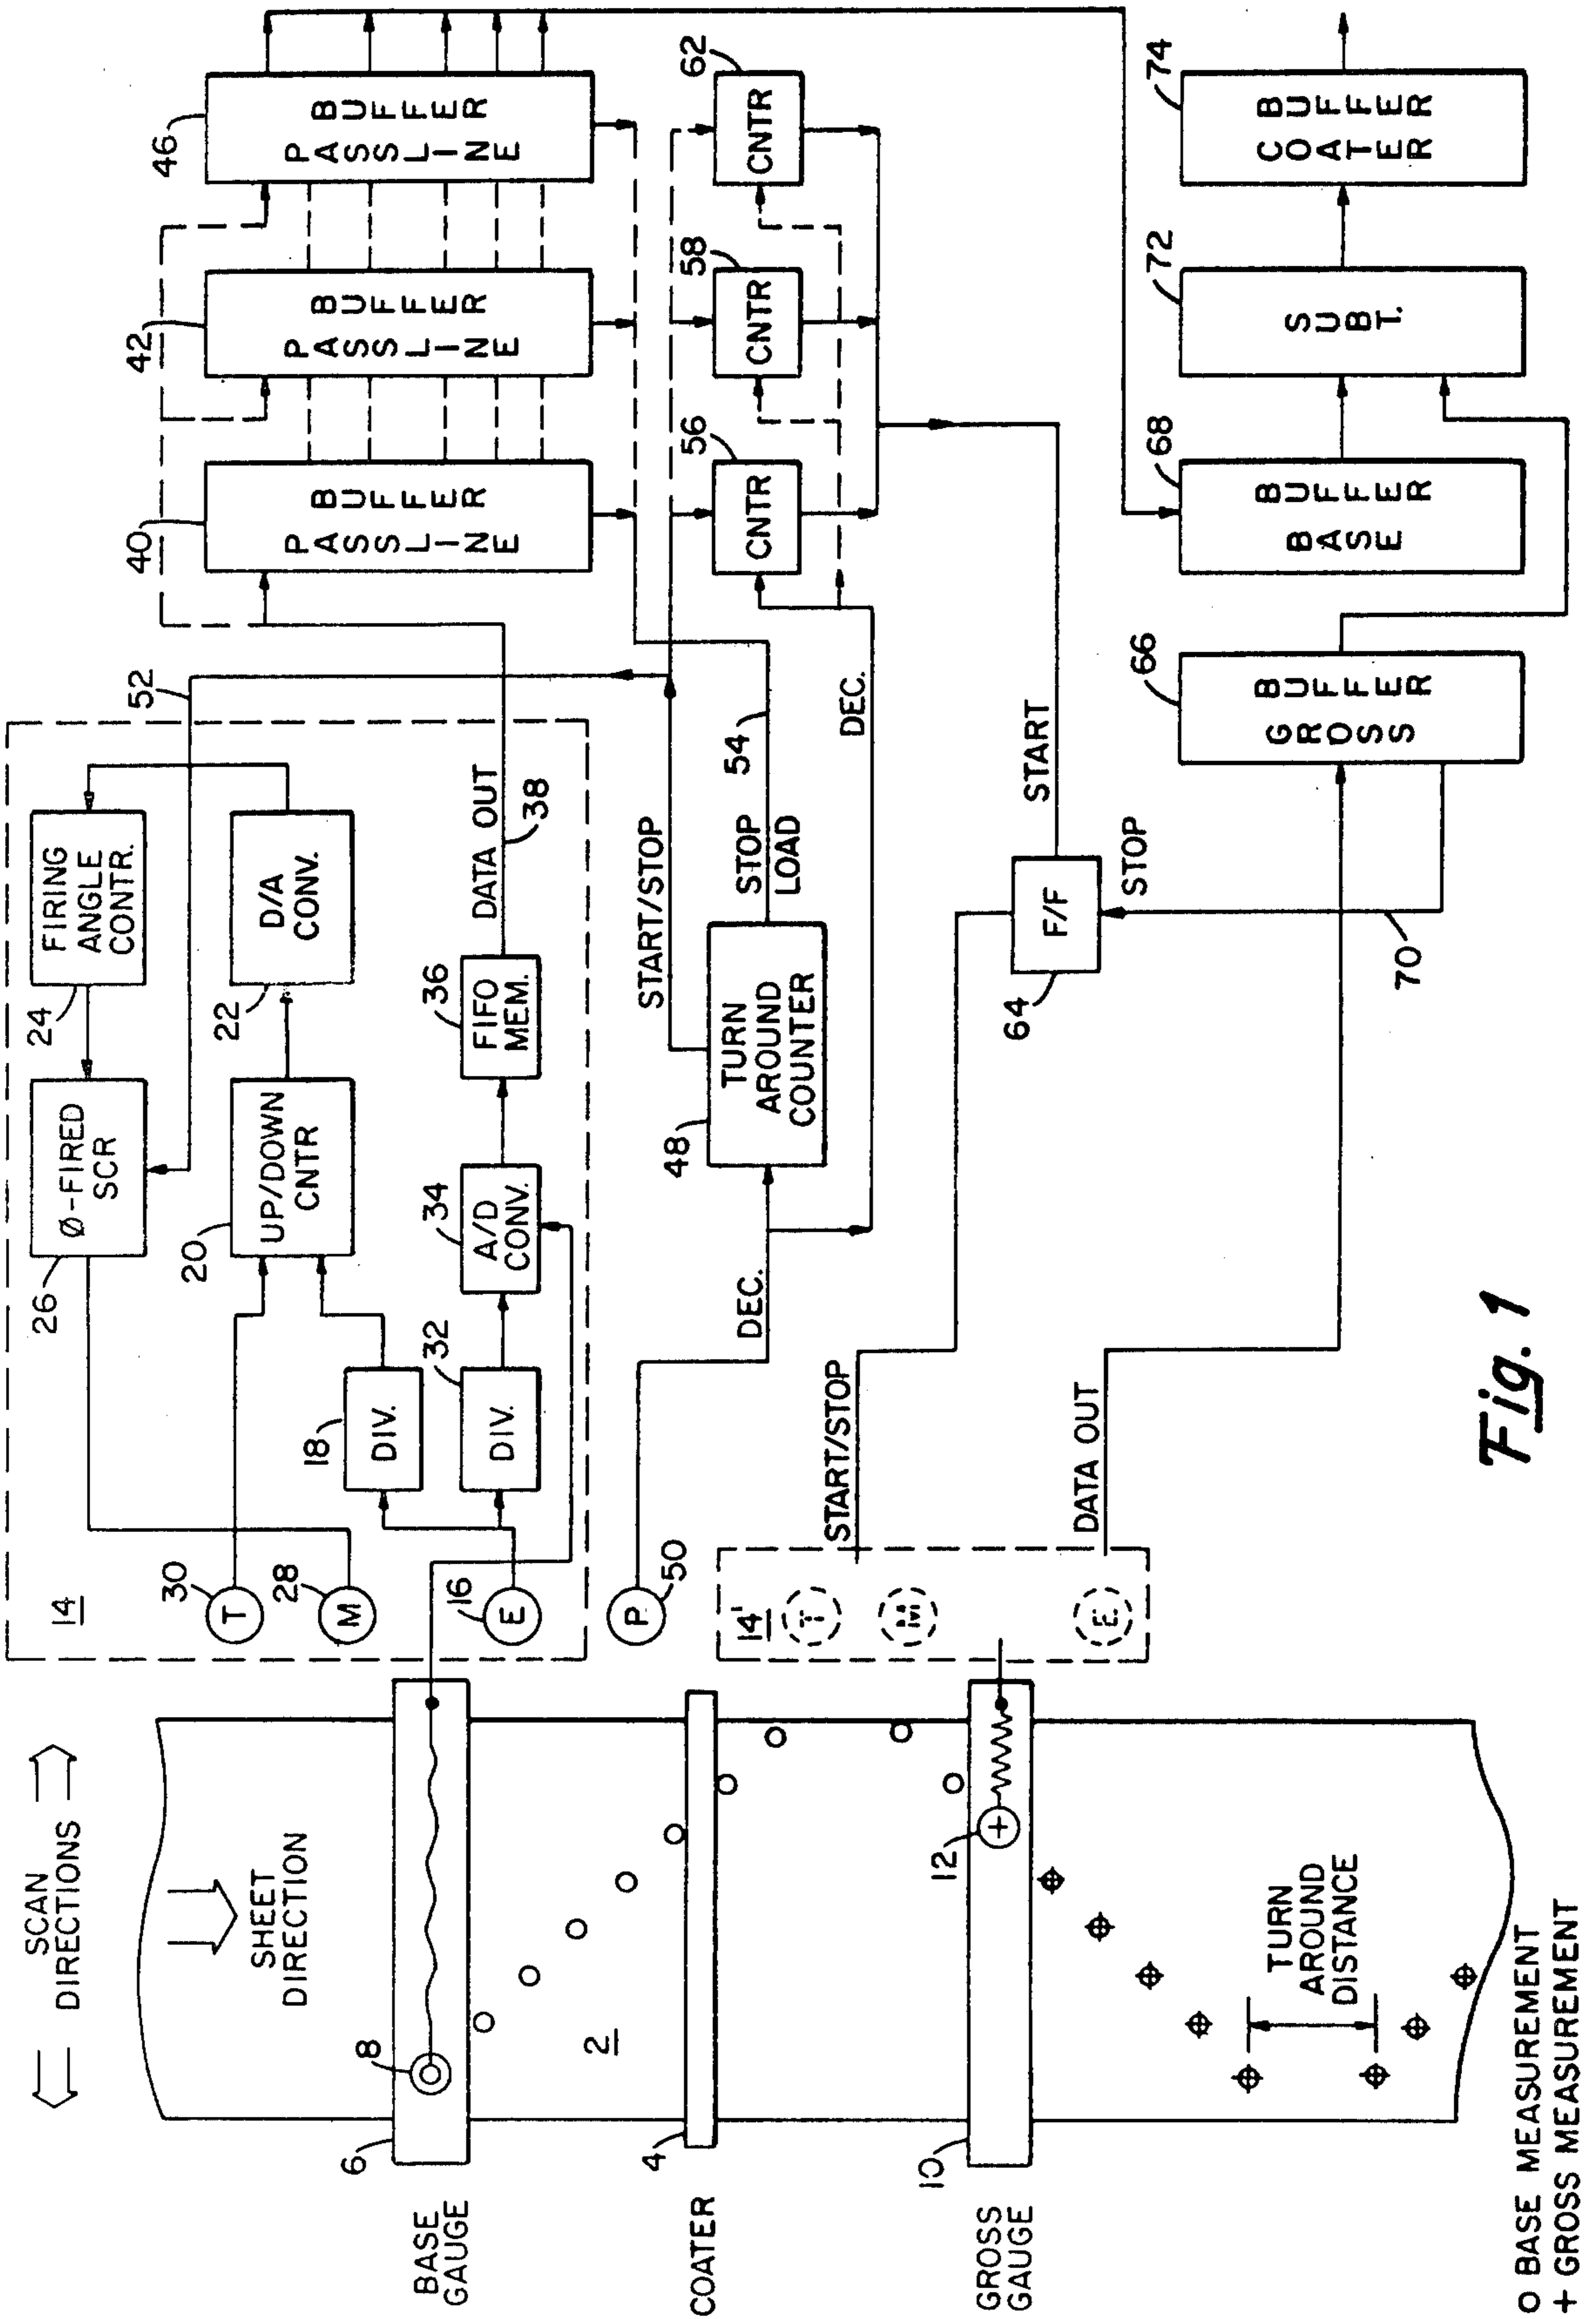 SCAN
DIRECTIONS
SHEET
DIRECTION
8
6
2
BASE
GAUGE
4
COATER
12
10
GROSS
GAUGE
TURN
AROUND
DISTANCE
O BASE MEASUREMENT
+ GROSS MEASUREMENT
14
30
T
28
M
16
E
18
DIV.
32
DIV.
26
Ø-FIRED
SCR
24
FIRING
ANGLE
CONTR.
20
UP/DOWN
CNTR
22
D/A
CONV.
34
A/D
CONV.
36
FIFO
MEM.
DATA OUT
38
52
40
BUFFER
PASSLINE
42
BUFFER
PASSLINE
46
BUFFER
PASSLINE
P
50
DEC.
48
TURN
AROUND
COUNTER
START/STOP
STOP
LOAD
54
DEC.
56
CNTR
58
CNTR
62
CNTR
14'
T
M
E
START/STOP
DATA OUT
64
F/F
START
STOP
70
66
BUFFER
GROSS
68
BUFFER
BASE
72
SUBT.
74
BUFFER
COATER
Fig. 1